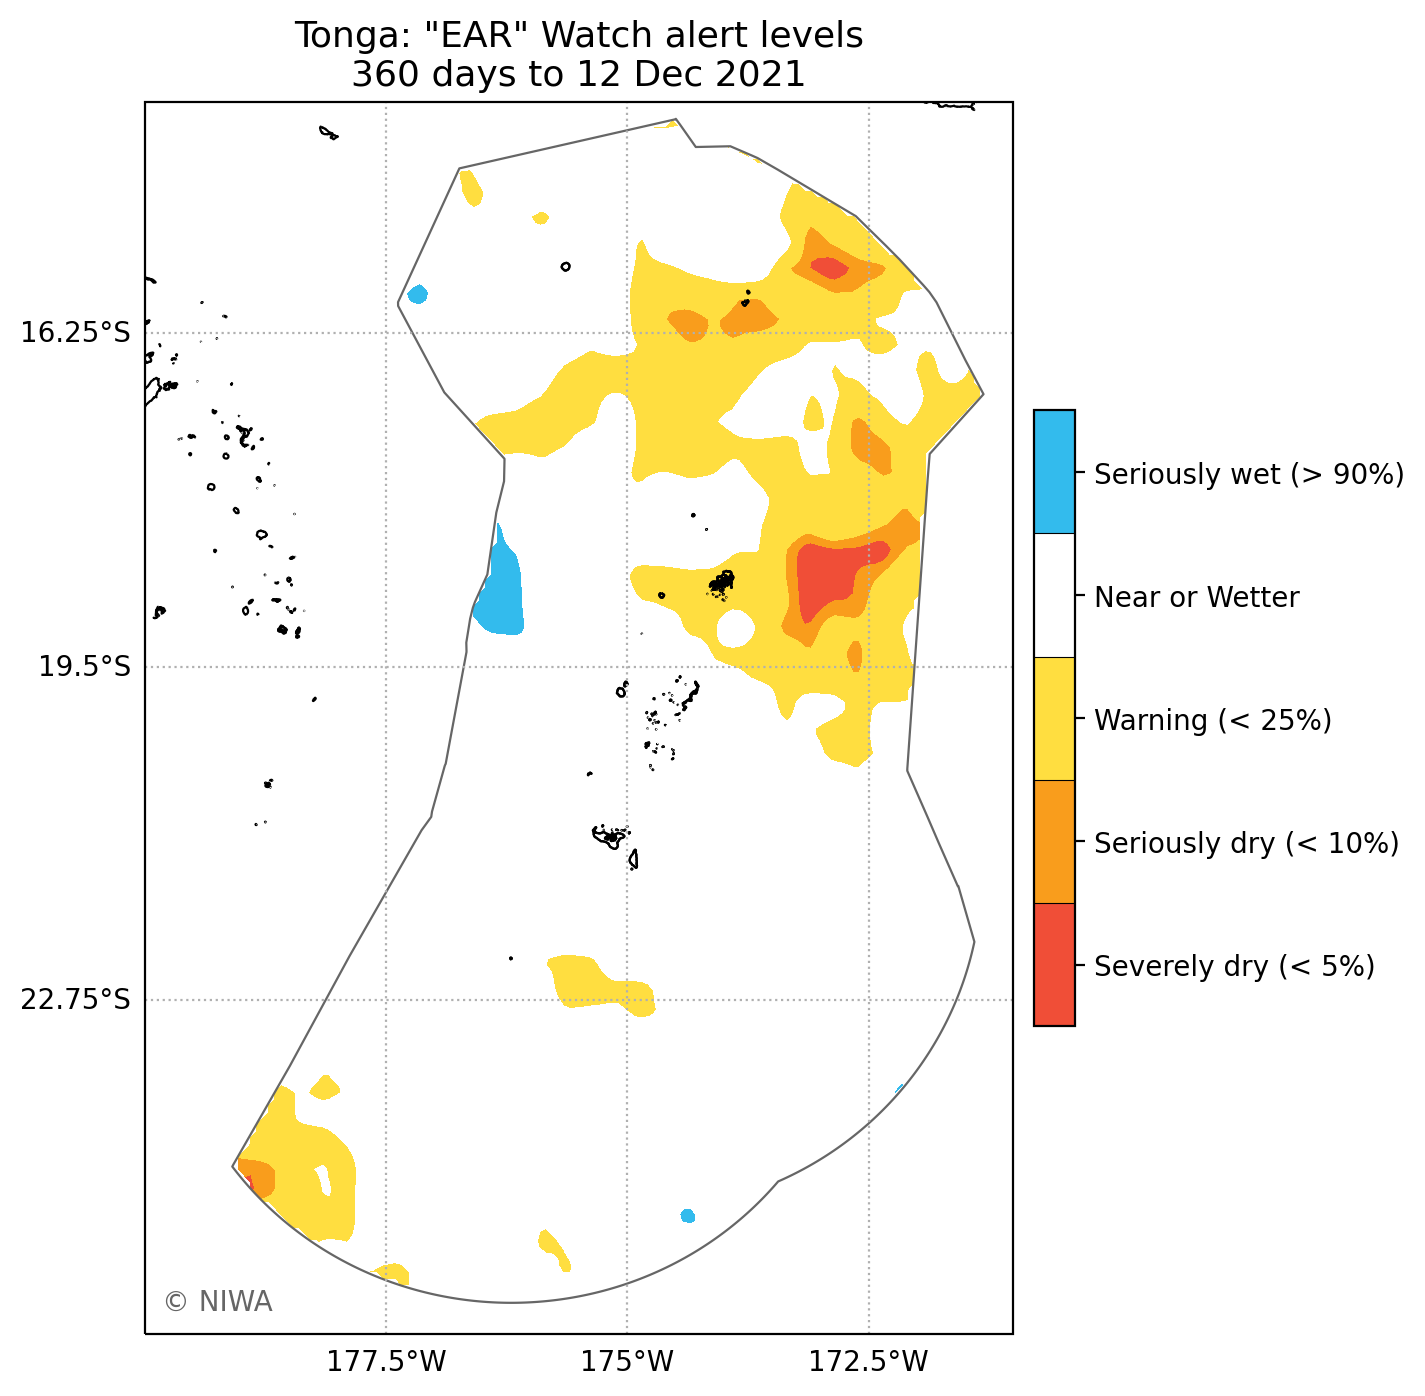 Tonga: "EAR" Watch alert levels
360 days to 12 Dec 2021
16.25°S
19.5°S
22.75°S
177.5°W
175°W
172.5°W
Seriously wet (> 90%)
Near or Wetter
Warning (< 25%)
Seriously dry (< 10%)
Severely dry (< 5%)
© NIWA